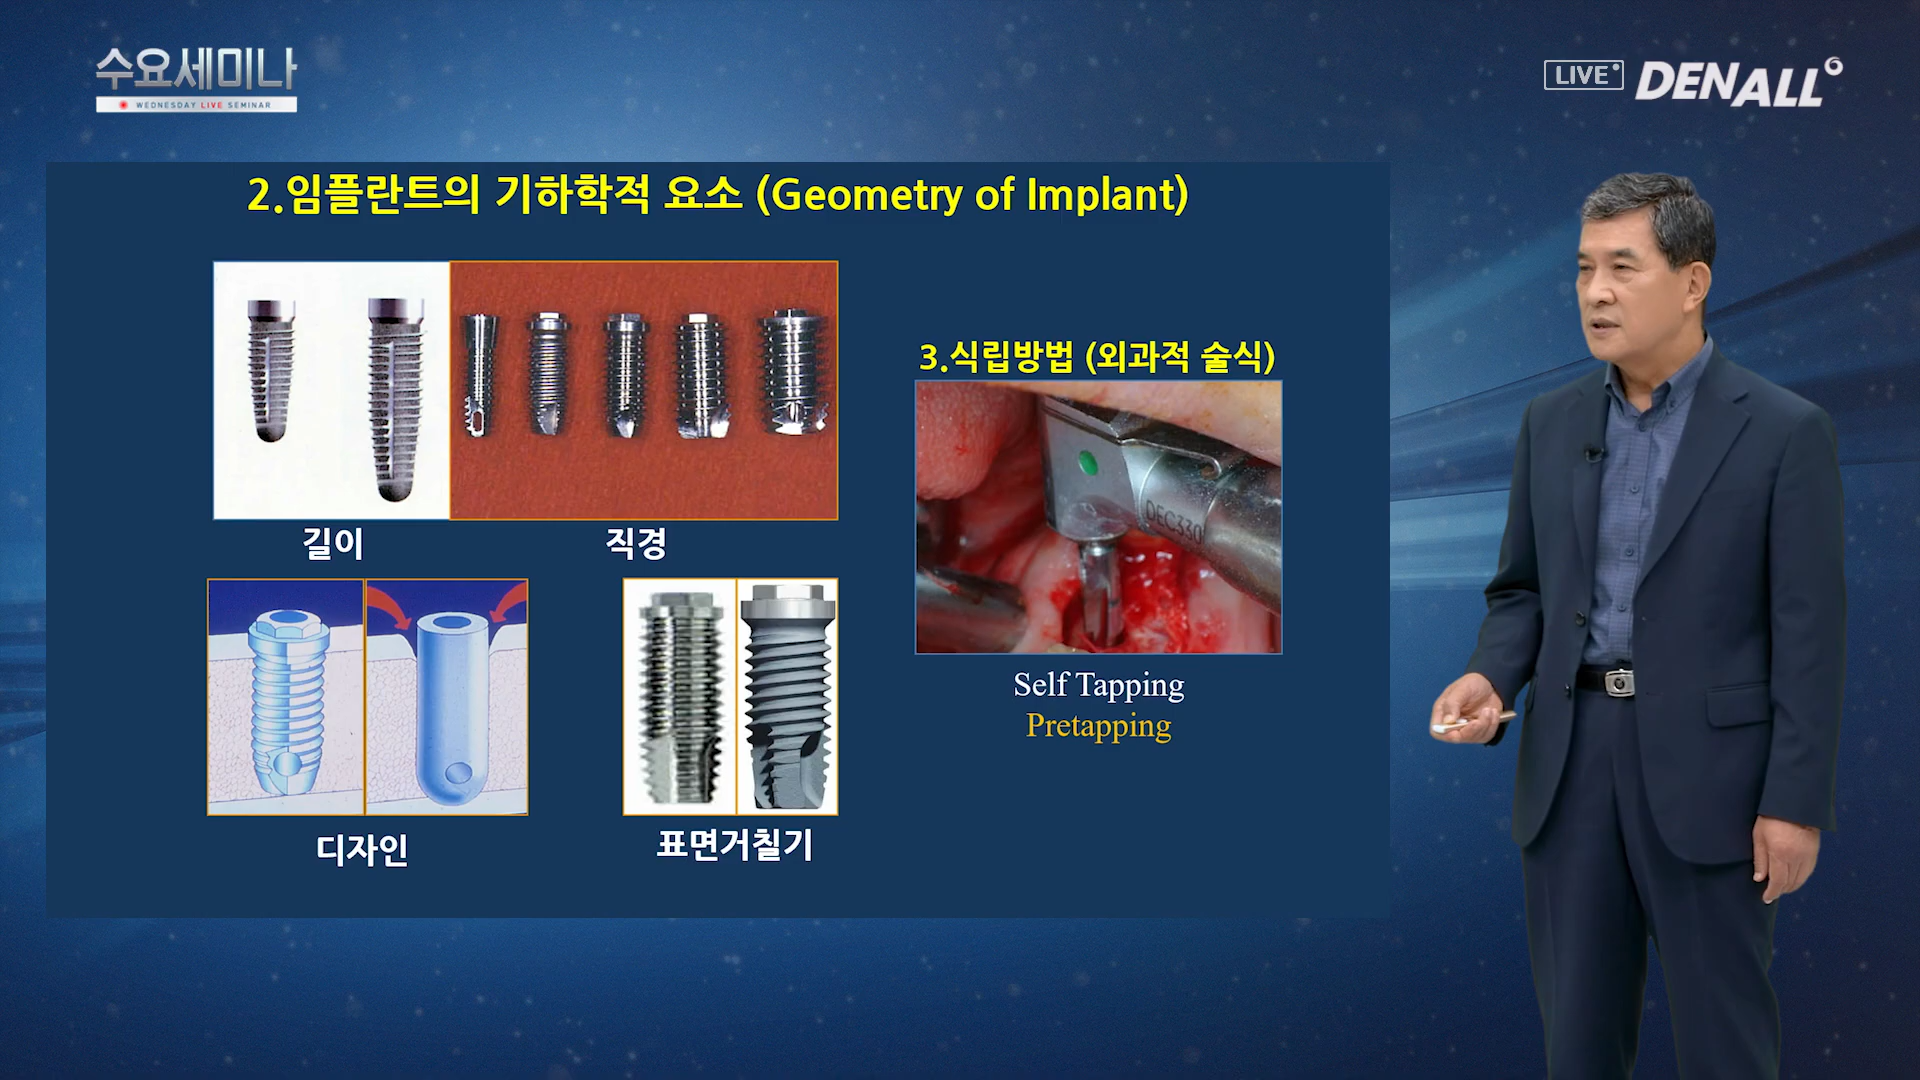 수요세미나
WEDNESDAY LIVE SEMINAR
LIVE
DENALL
2.임플란트의 기하학적 요소 (Geometry of Implant)
길이
직경
디자인
표면거칠기
3.식립방법 (외과적 술식)
DEC330
Self Tapping
Pretapping